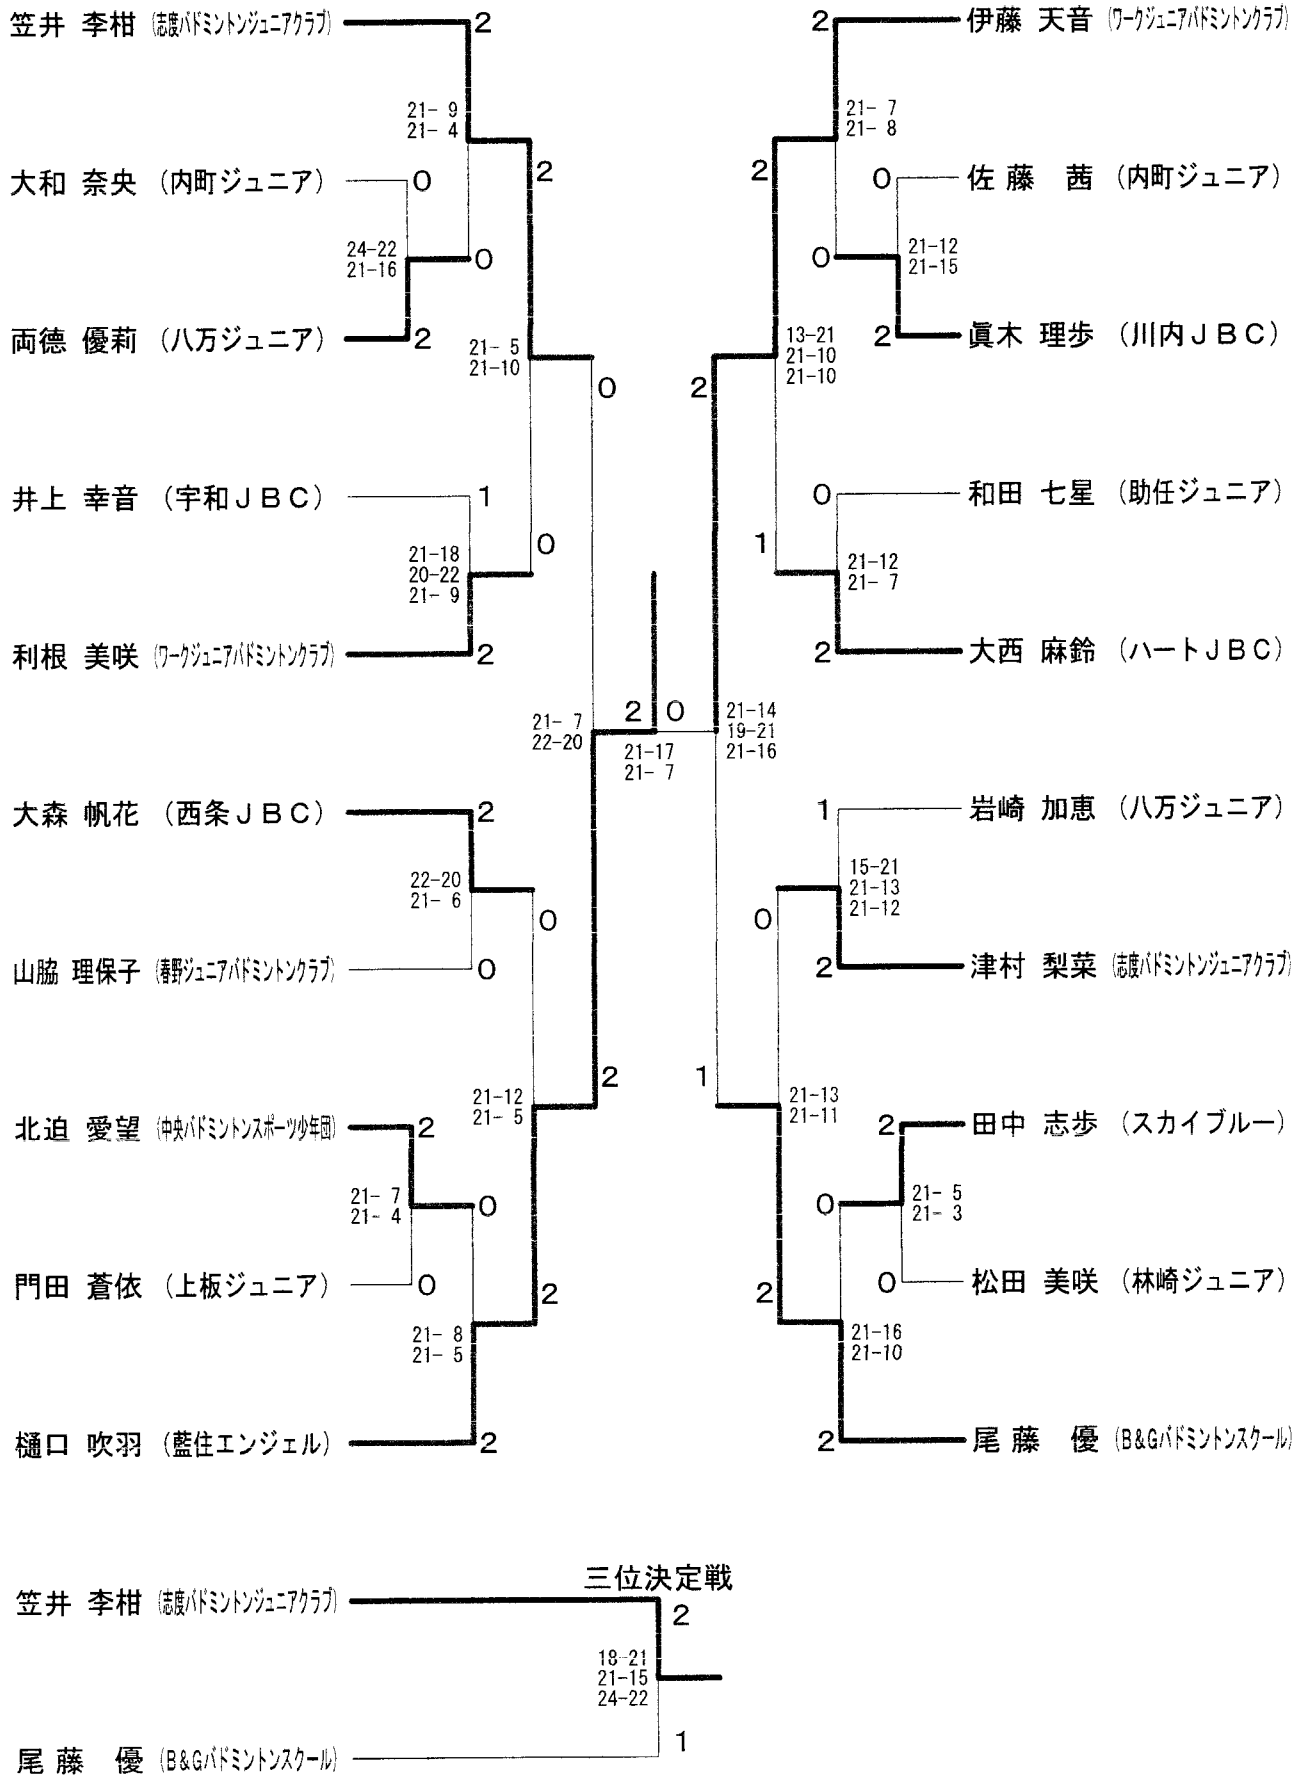 笠井 李柑 (志度バドミントンジュニアクラブ) 2
21- 9
21- 4
2
大和 奈央 (内町ジュニア) 0
24-22
21-16
0
両徳 優莉 (八万ジュニア) 2
21- 5
21-10
0
井上 幸音 (宇和ＪＢＣ) 1
21-18
20-22
21- 9
0
利根 美咲 (ワークジュニアバドミントンクラブ) 2
21- 7
22-20
大森 帆花 (西条ＪＢＣ) 2
22-20
21- 6
0
山脇 理保子 (春野ジュニアバドミントンクラブ) 0
2
21-12
21- 5
北迫 愛望 (中央バドミントンスポーツ少年団) 2
21- 7
21- 4
0
門田 蒼依 (上板ジュニア) 0
2
21- 8
21- 5
樋口 吹羽 (藍住エンジェル) 2
2 0
21-17
21- 7
2 伊藤 天音 (ワークジュニアバドミントンクラブ)
21- 7
21- 8
2
0 佐藤 茜 (内町ジュニア)
21-12
21-15
0
2 眞木 理歩 (川内ＪＢＣ)
13-21
21-10
21-10
2
0 和田 七星 (助任ジュニア)
1
21-12
21- 7
2 大西 麻鈴 (ハートＪＢＣ)
21-14
19-21
21-16
1 岩崎 加恵 (八万ジュニア)
15-21
21-13
21-12
0
2 津村 梨菜 (志度バドミントンジュニアクラブ)
1
21-13
21-11
2 田中 志歩 (スカイブルー)
21- 5
21- 3
0
0 松田 美咲 (林崎ジュニア)
2
21-16
21-10
2 尾藤 優 (B&Gバドミントンスクール)
三位決定戦
笠井 李柑 (志度バドミントンジュニアクラブ) 2
18-21
21-15
24-22
尾藤 優 (B&Gバドミントンスクール) 1